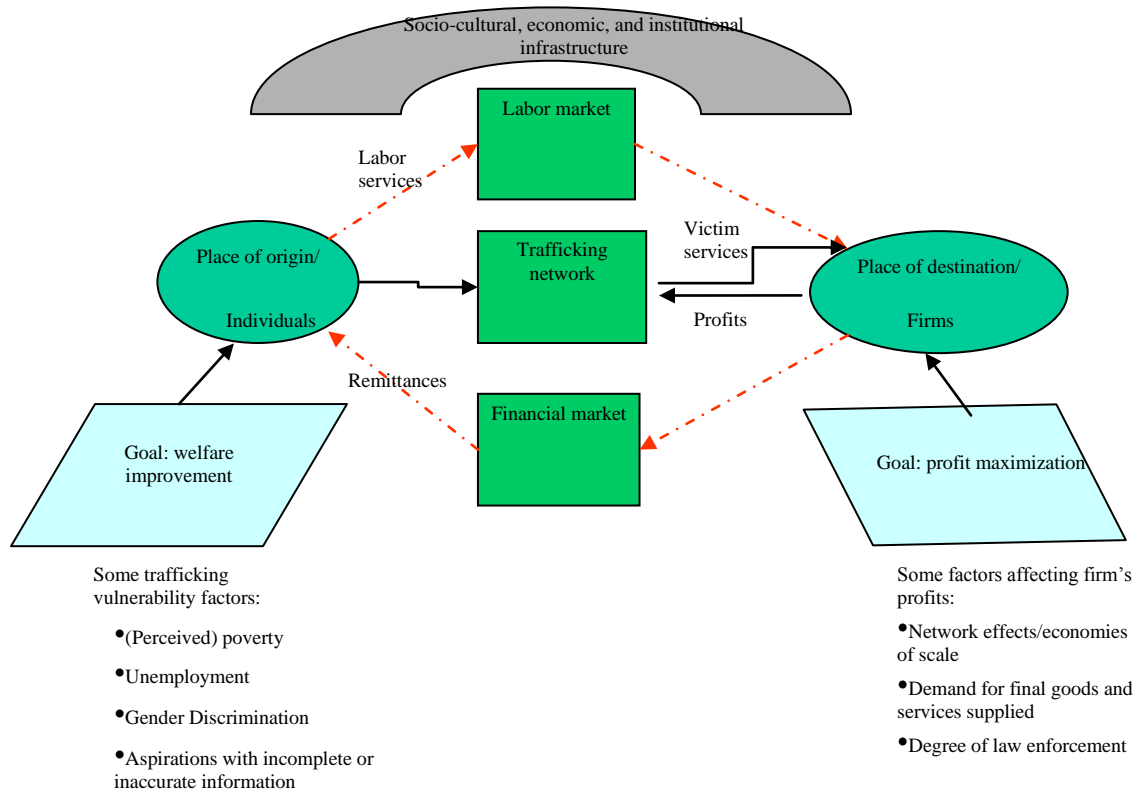 Socio-cultural, economic, and institutional
infrastructure
Labor market
Labor
services
Place of origin/
Individuals
Trafficking
network
Victim
services
Profits
Place of destination/
Firms
Remittances
Financial market
Goal: welfare
improvement
Goal: profit maximization
Some trafficking
vulnerability factors:
•(Perceived) poverty
•Unemployment
•Gender Discrimination
•Aspirations with incomplete or
inaccurate information
Some factors affecting firm’s
profits:
•Network effects/economies
of scale
•Demand for final goods and
services supplied
•Degree of law enforcement